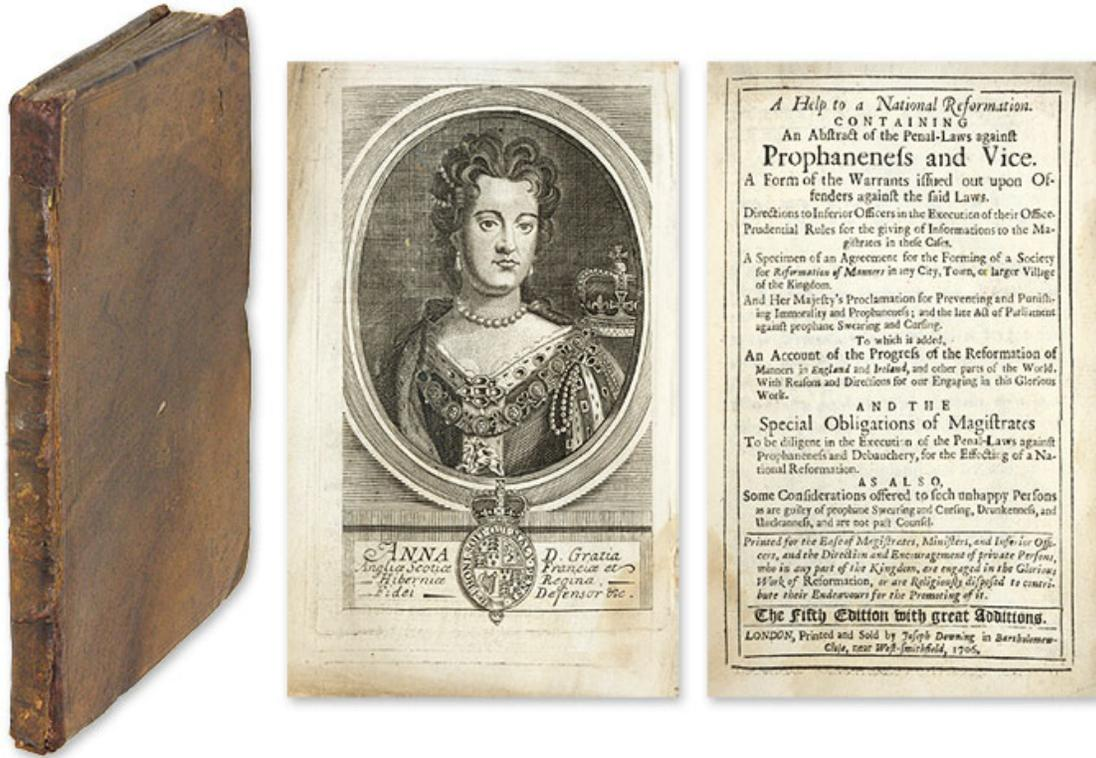 ANNA D. Gratia
Angliæ Scotiæ Franciæ et
Hiberniæ Regina.
Fidei Defensor &c.
HONI SOIT QUI MAL Y PENSE
A Help to a National Reformation.
CONTAINING
An Abſtract of the Penal-Laws againſt
Prophaneneſs and Vice.
A Form of the Warrants iſſued out upon Of-
fenders againſt the ſaid Laws.
Directions to Inferior Officers in the Execution of their Office.
Prudential Rules for the giving of Informations to the Ma-
giſtrates in theſe Caſes.
A Specimen of an Agreement for the Forming of a Society
for Reformation of Manners in any City, Town, or larger Village
of the Kingdom.
And Her Majeſty's Proclamation for Preventing and Puniſh-
ing Immorality and Prophaneneſs; and the late Act of Parliament
againſt prophane Swearing and Curſing.
To which is added,
An Account of the Progreſs of the Reformation of
Manners in England and Ireland, and other parts of the World.
With Reaſons and Directions for our Engaging in this Glorious
Work.
AND THE
Special Obligations of Magiſtrates
To be diligent in the Execution of the Penal-Laws againſt
Prophaneneſs and Debauchery, for the Effecting of a Na-
tional Reformation.
AS ALSO,
Some Conſiderations offered to ſuch unhappy Perſons
as are guilty of prophane Swearing and Curſing, Drunkenneſs, and
Uncleanneſs, and are not paſt Counſel.
Printed for the Eaſe of Magiſtrates, Miniſters, and Inferior Offi-
cers, and the Direction and Encouragement of private Perſons,
who in any part of the Kingdom, are engaged in the Glorious
Work of Reformation, or are Religiouſly diſpoſed to contri-
bute their Endeavours for the Promoting of it.
The Fifth Edition with great Additions.
LONDON, Printed and Sold by Joſeph Downing in Bartholomew-
Cloſe, near Weſt-ſmithfield, 1706.